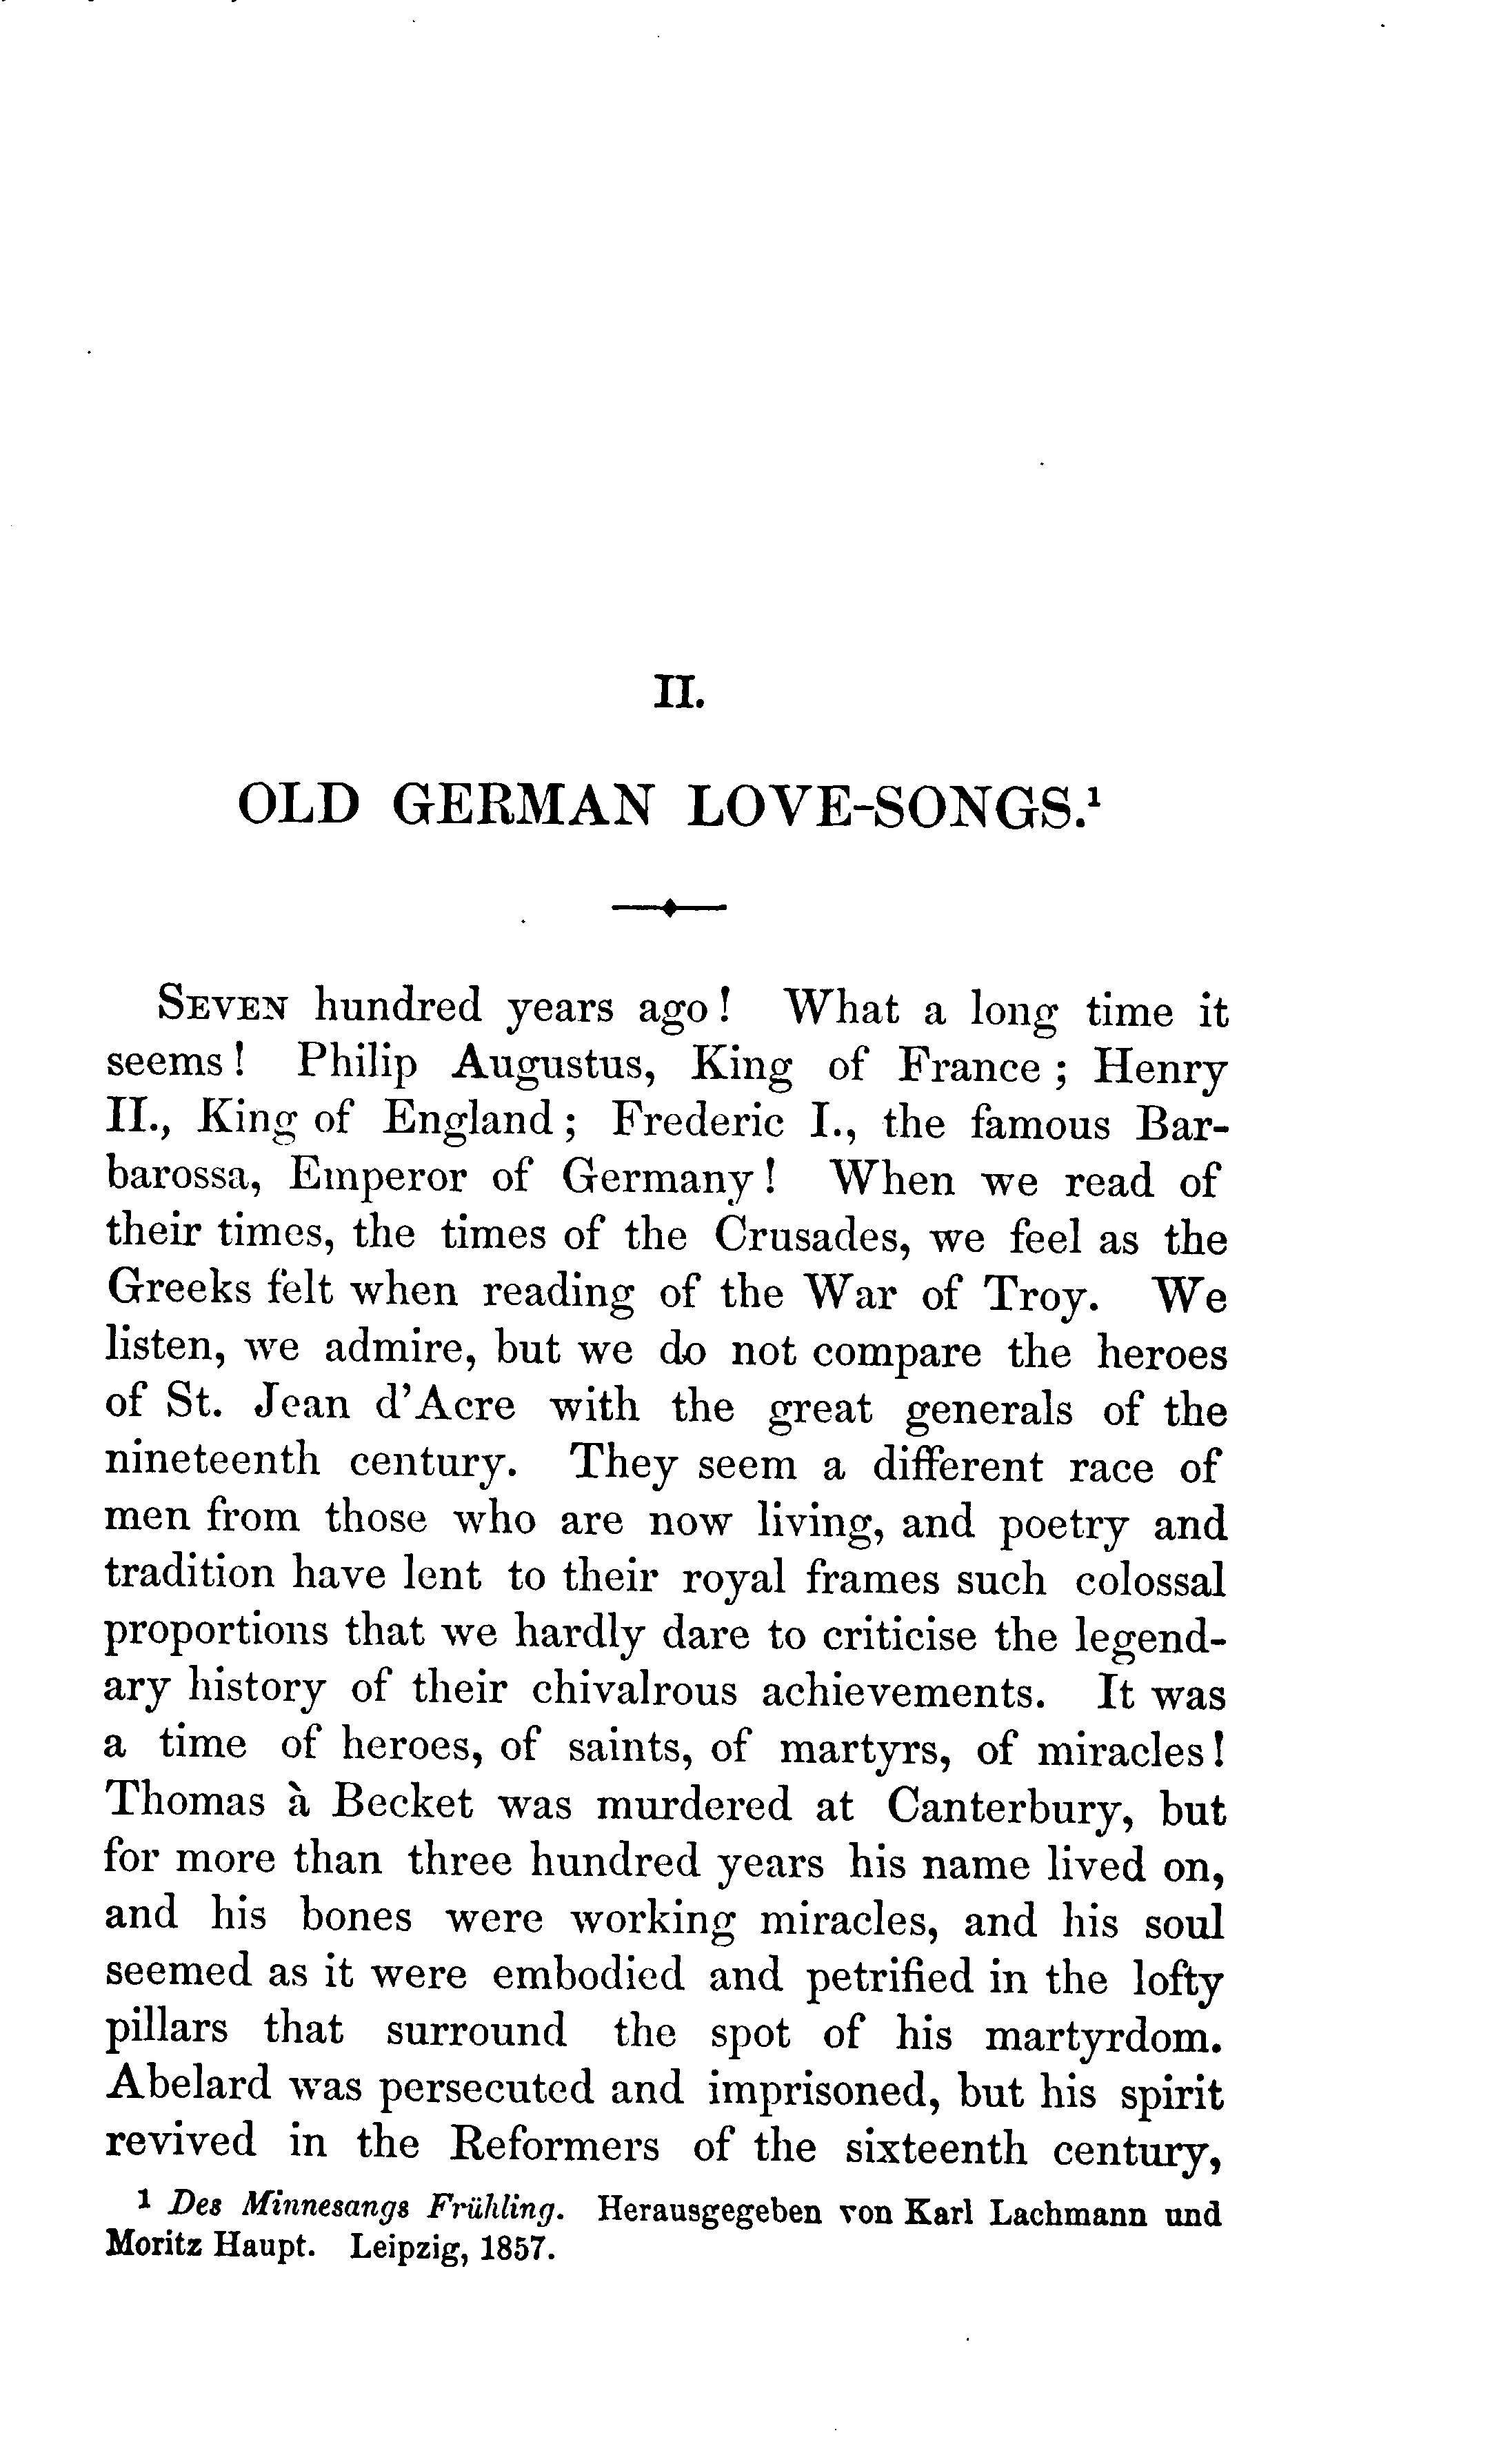 II.
OLD GERMAN LOVE-SONGS.¹
SEVEN hundred years ago! What a long time it
seems! Philip Augustus, King of France; Henry
II., King of England; Frederic I., the famous Bar-
barossa, Emperor of Germany! When we read of
their times, the times of the Crusades, we feel as the
Greeks felt when reading of the War of Troy. We
listen, we admire, but we do not compare the heroes
of St. Jean d'Acre with the great generals of the
nineteenth century. They seem a different race of
men from those who are now living, and poetry and
tradition have lent to their royal frames such colossal
proportions that we hardly dare to criticise the legend-
ary history of their chivalrous achievements. It was
a time of heroes, of saints, of martyrs, of miracles!
Thomas à Becket was murdered at Canterbury, but
for more than three hundred years his name lived on,
and his bones were working miracles, and his soul
seemed as it were embodied and petrified in the lofty
pillars that surround the spot of his martyrdom.
Abelard was persecuted and imprisoned, but his spirit
revived in the Reformers of the sixteenth century,
¹ Des Minnesangs Frühling. Herausgegeben von Karl Lachmann und
Moritz Haupt. Leipzig, 1857.